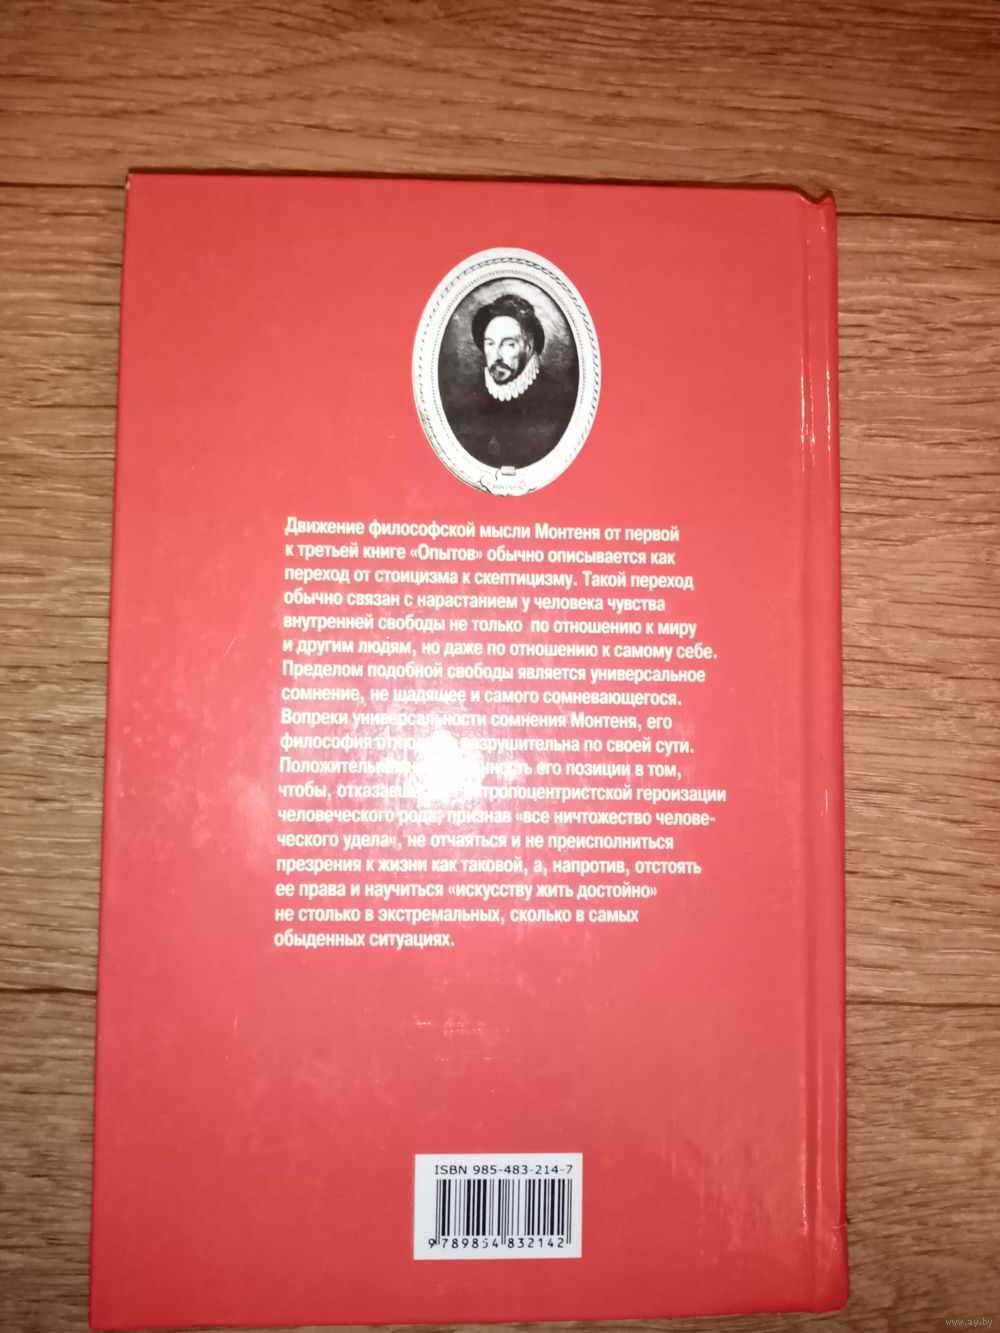 Движение философской мысли Монтеня от первой
к третьей книге «Опытов» обычно описывается как
переход от стоицизма к скептицизму. Такой переход
обычно связан с нарастанием у человека чувства
внутренней свободы не только по отношению к миру
и другим людям, но даже по отношению к самому себе.
Пределом подобной свободы является универсальное
сомнение, не щадящее и самого сомневающегося.
Вопреки универсальности сомнения Монтеня, его
философия разрушительна по своей сути.
его позиции в том,
чтобы, героизации
человеческого рода, признав «все ничтожество челове-
ческого удела», не отчаяться и не преисполниться
презрения к жизни как таковой, а, напротив, отстоять
ее права и научиться «искусству жить достойно»
не столько в экстремальных, сколько в самых
обыденных ситуациях.
ISBN 985-483-214-7
9 789854 832142
www.ay.by